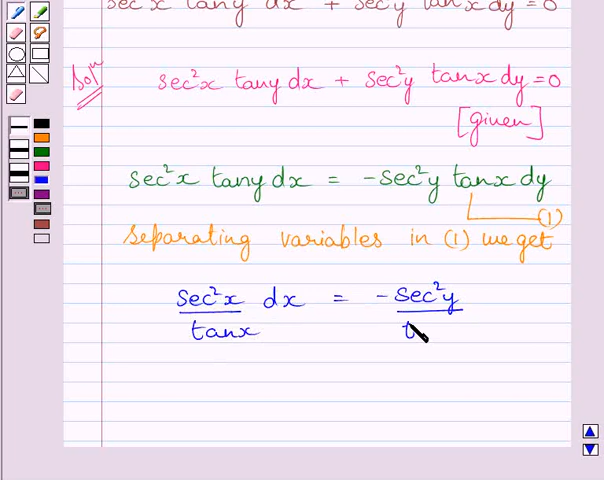 sec²x tany dx + sec²y tanx dy = 0
Solⁿ
sec²x tany dx + sec²y tanx dy = 0
[given]
sec²x tany dx = -sec²y tanx dy
(1)
separating variables in (1) we get
sec²x dx = -sec²y
tanx t